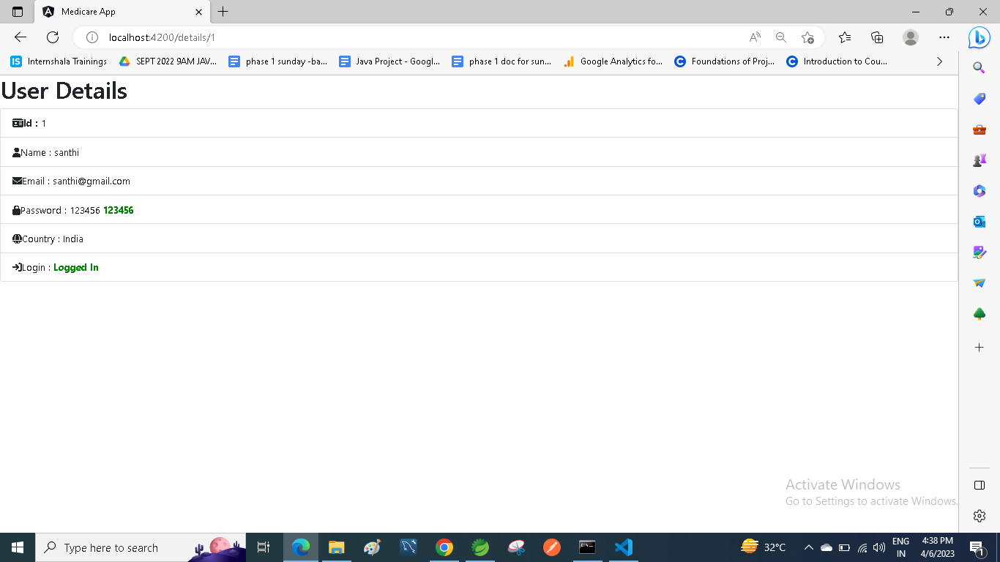 Medicare App
localhost:4200/details/1
IS Internshala Trainings SEPT 2022 9AM JAV... phase 1 sunday -ba... Java Project - Googl... phase 1 doc for sun... Google Analytics fo... C Foundations of Proj... C Introduction to Cou...
User Details
Id : 1
Name : santhi
Email : santhi@gmail.com
Password : 123456 123456
Country : India
Login : Logged In
Activate Windows
Go to Settings to activate Windows.
Type here to search
32°C
ENG
IN
4:38 PM
4/6/2023
1